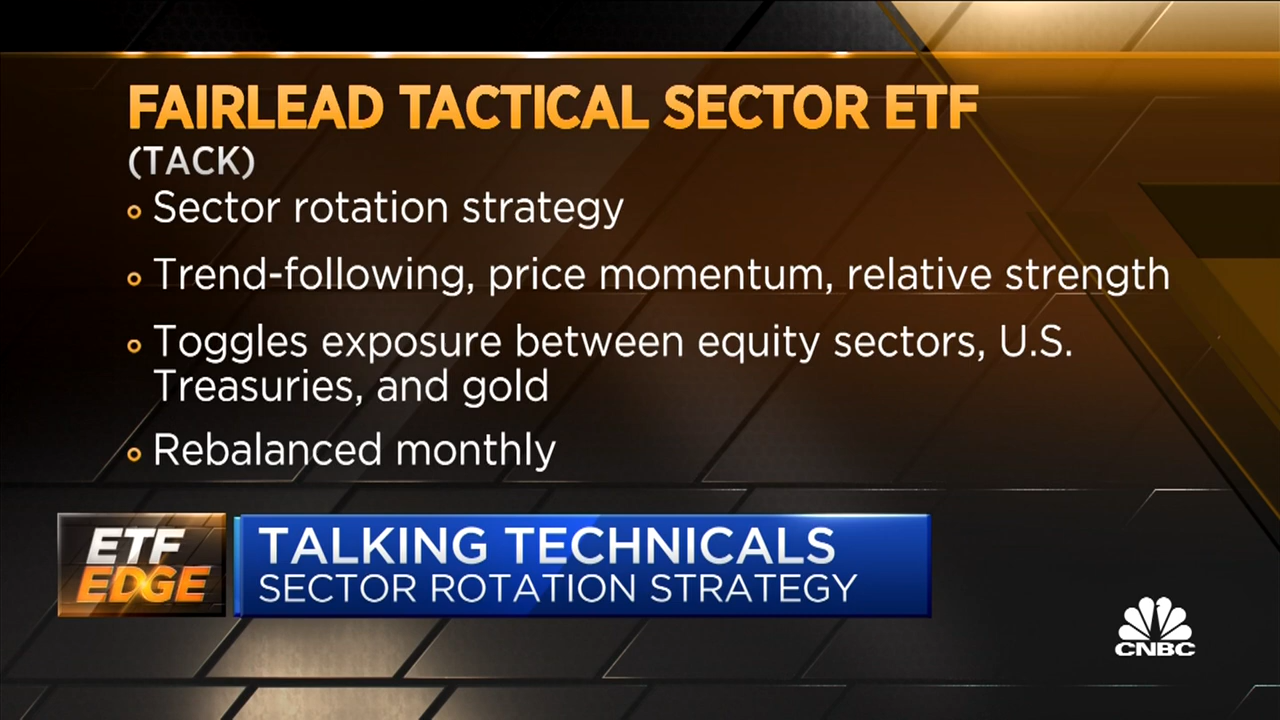 FAIRLEAD TACTICAL SECTOR ETF
(TACK)
Sector rotation strategy
Trend-following, price momentum, relative strength
Toggles exposure between equity sectors, U.S.
Treasuries, and gold
Rebalanced monthly
ETF
EDGE
TALKING TECHNICALS
SECTOR ROTATION STRATEGY
CNBC